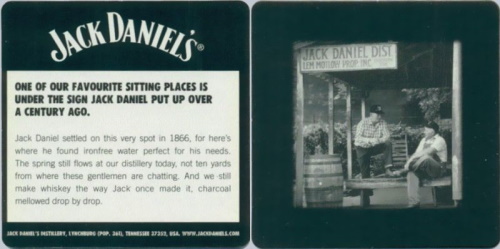 JACK DANIEL'S®
ONE OF OUR FAVOURITE SITTING PLACES IS
UNDER THE SIGN JACK DANIEL PUT UP OVER
A CENTURY AGO.
Jack Daniel settled on this very spot in 1866, for here's
where he found ironfree water perfect for his needs.
The spring still flows at our distillery today, not ten yards
from where these gentlemen are chatting. And we still
make whiskey the way Jack once made it, charcoal
mellowed drop by drop.
JACK DANIEL'S DISTILLERY, LYNCHBURG (POP. 361), TENNESSEE 37352, USA. WWW.JACKDANIELS.COM
JACK DANIEL DIST
LEM MOTLOW PROP. INC.